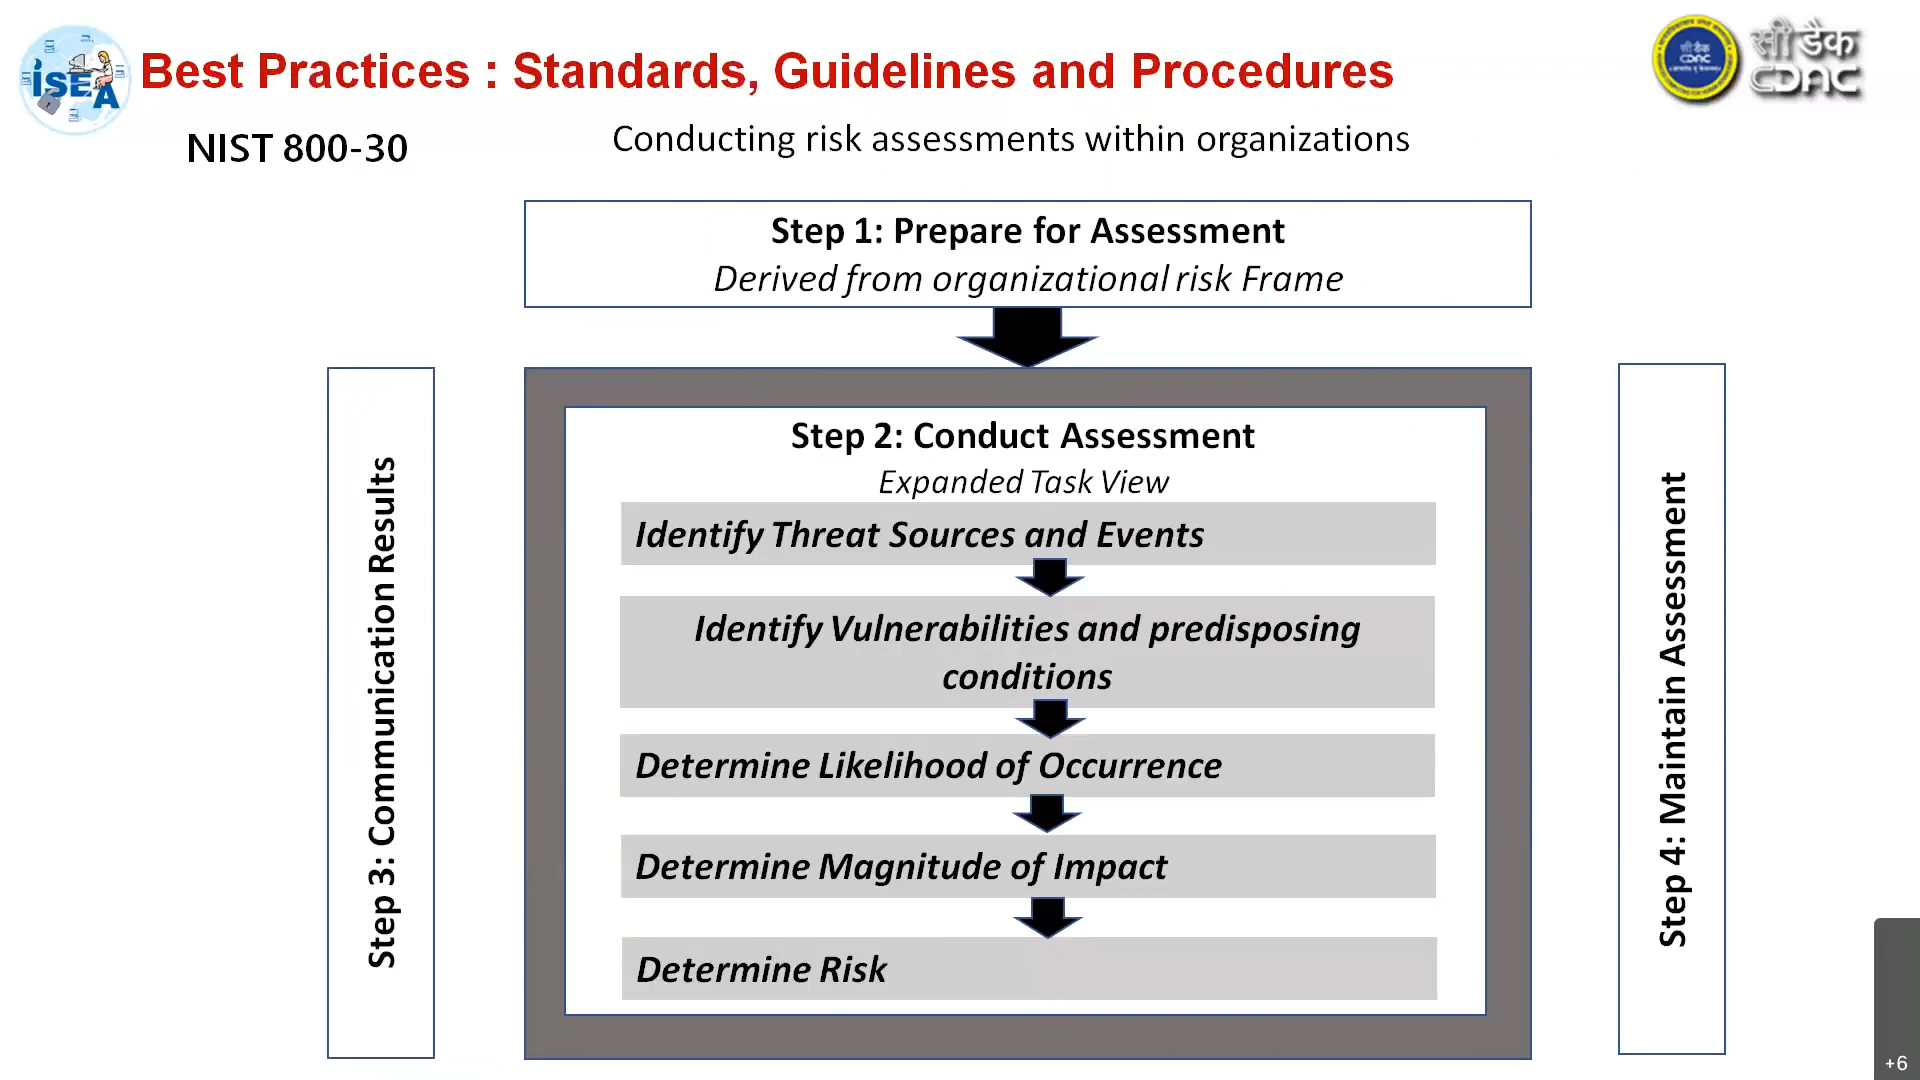 iSEA
Best Practices : Standards, Guidelines and Procedures
सी डैक
CDAC
सी डैक
CDAC
NIST 800-30
Conducting risk assessments within organizations
Step 1: Prepare for Assessment
Derived from organizational risk Frame
Step 3: Communication Results
Step 2: Conduct Assessment
Expanded Task View
Identify Threat Sources and Events
Identify Vulnerabilities and predisposing
conditions
Determine Likelihood of Occurrence
Determine Magnitude of Impact
Determine Risk
Step 4: Maintain Assessment
+6